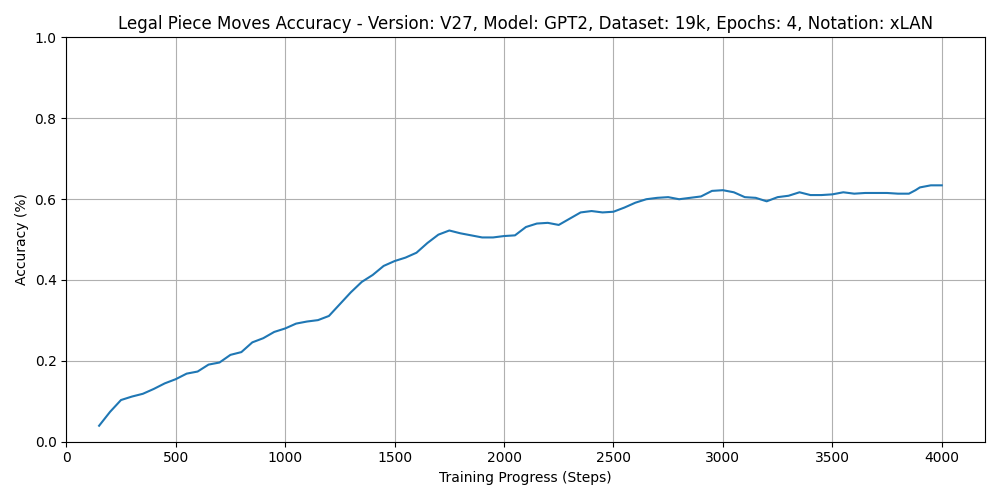 Legal Piece Moves Accuracy - Version: V27, Model: GPT2, Dataset: 19k, Epochs: 4, Notation: xLAN
1.0
0.8
0.6
0.4
0.2
0.0
Accuracy (%)
0 500 1000 1500 2000 2500 3000 3500 4000
Training Progress (Steps)